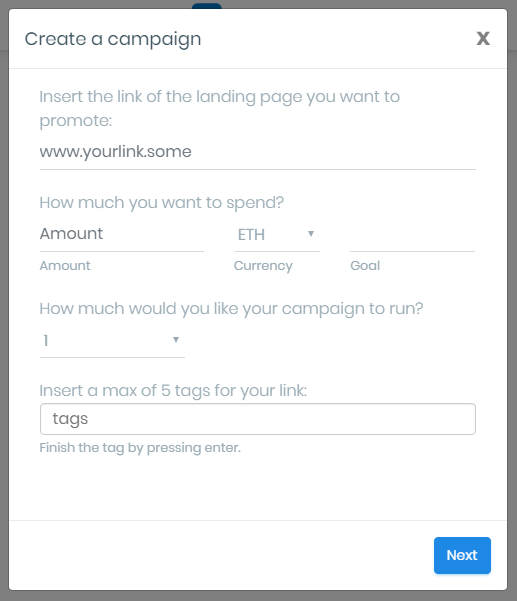 Create a campaign X
Insert the link of the landing page you want to
promote:
www.yourlink.some
How much you want to spend?
Amount ETH
Amount Currency Goal
How much would you like your campaign to run?
1
Insert a max of 5 tags for your link:
tags
Finish the tag by pressing enter.
Next